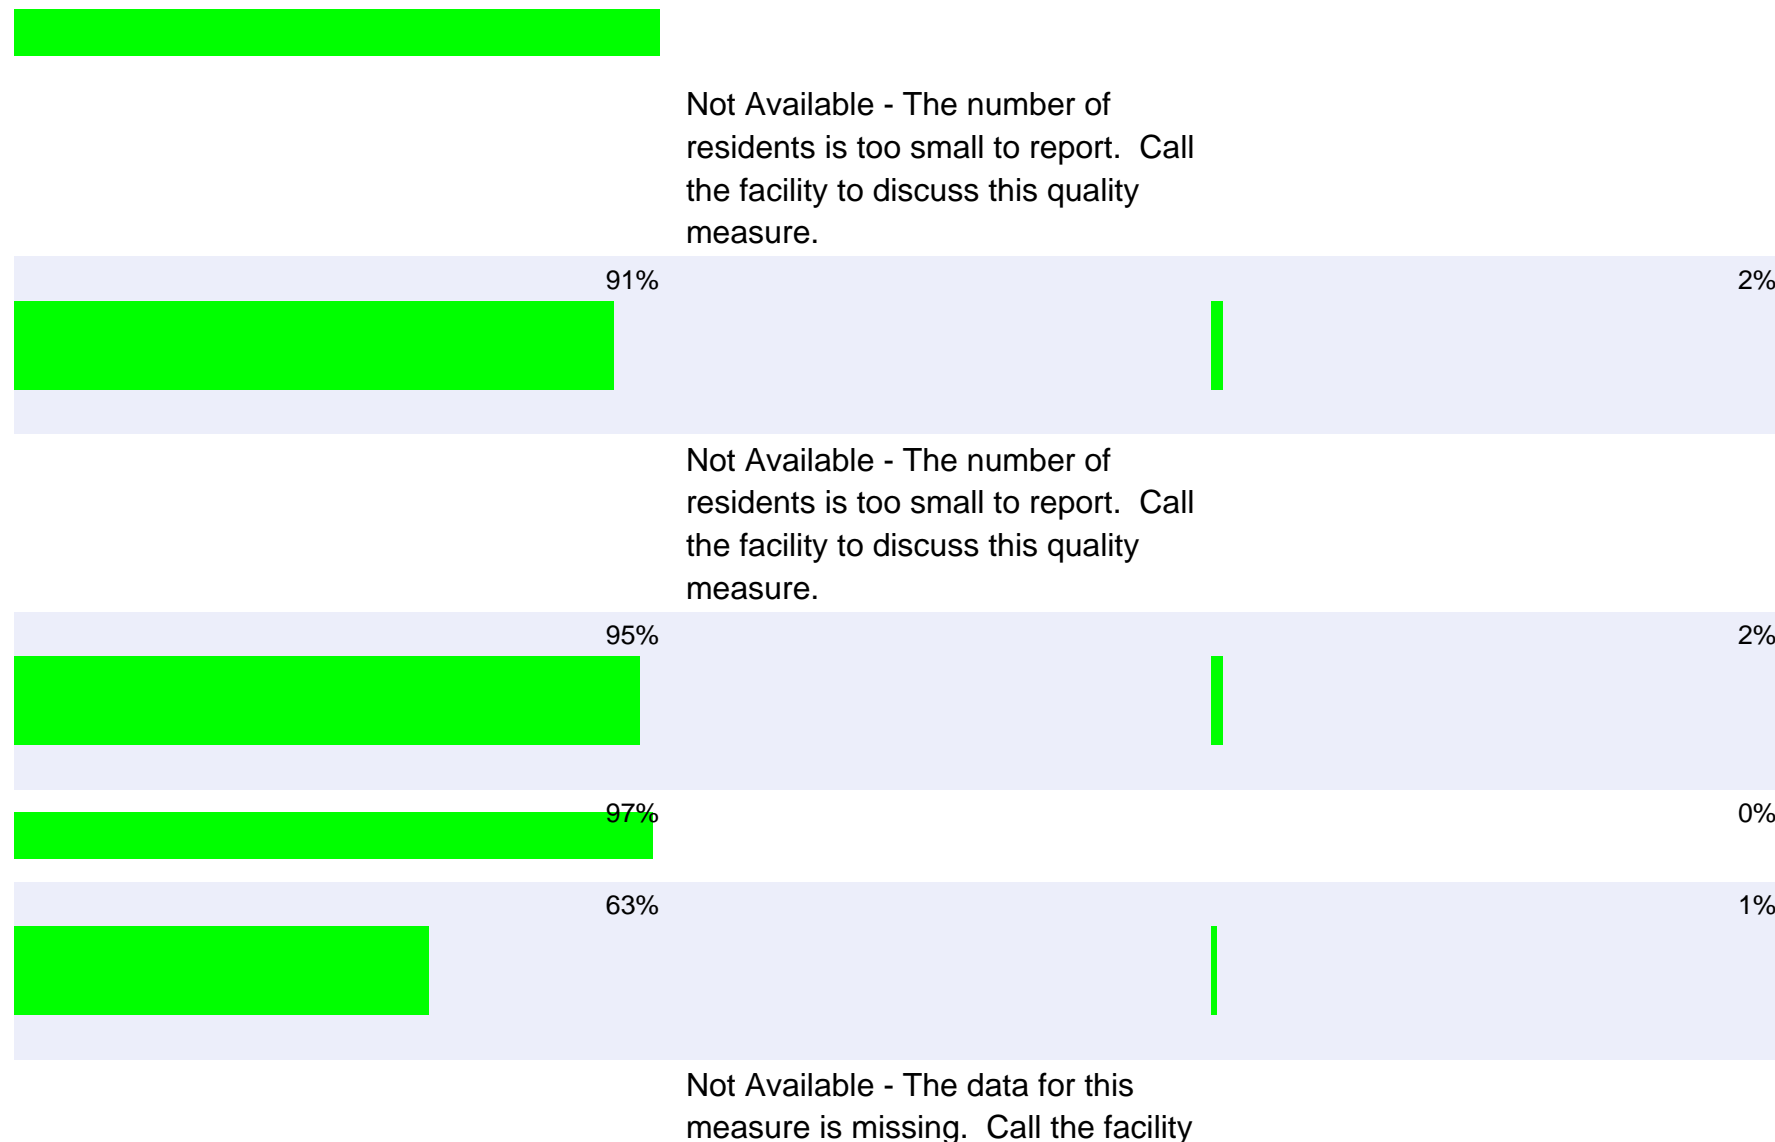 Not Available - The number of
residents is too small to report.  Call
the facility to discuss this quality
measure.
91% 2%
Not Available - The number of
residents is too small to report.  Call
the facility to discuss this quality
measure.
95% 2%
97% 0%
63% 1%
Not Available - The data for this
measure is missing.  Call the facility